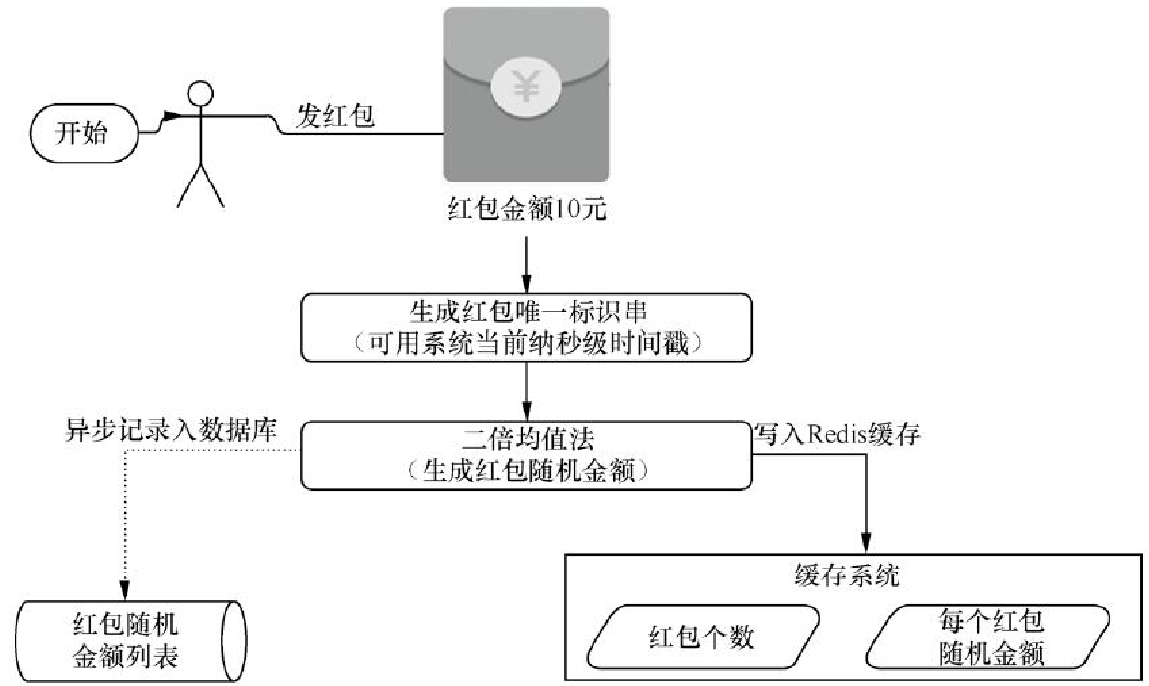 开始
发红包
¥
红包金额10元
生成红包唯一标识串
（可用系统当前纳秒级时间戳）
异步记录入数据库
二倍均值法
（生成红包随机金额）
写入Redis缓存
缓存系统
红包随机
金额列表
红包个数
每个红包
随机金额